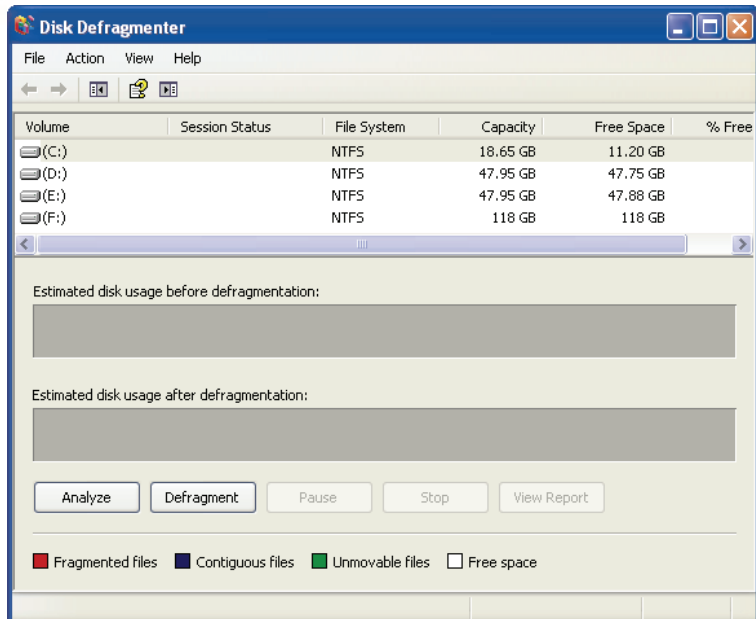 Disk Defragmenter
File Action View Help
Volume Session Status File System Capacity Free Space % Free
(C:) NTFS 18.65 GB 11.20 GB
(D:) NTFS 47.95 GB 47.75 GB
(E:) NTFS 47.95 GB 47.88 GB
(F:) NTFS 118 GB 118 GB
Estimated disk usage before defragmentation:
Estimated disk usage after defragmentation:
Analyze Defragment Pause Stop View Report
Fragmented files Contiguous files Unmovable files Free space